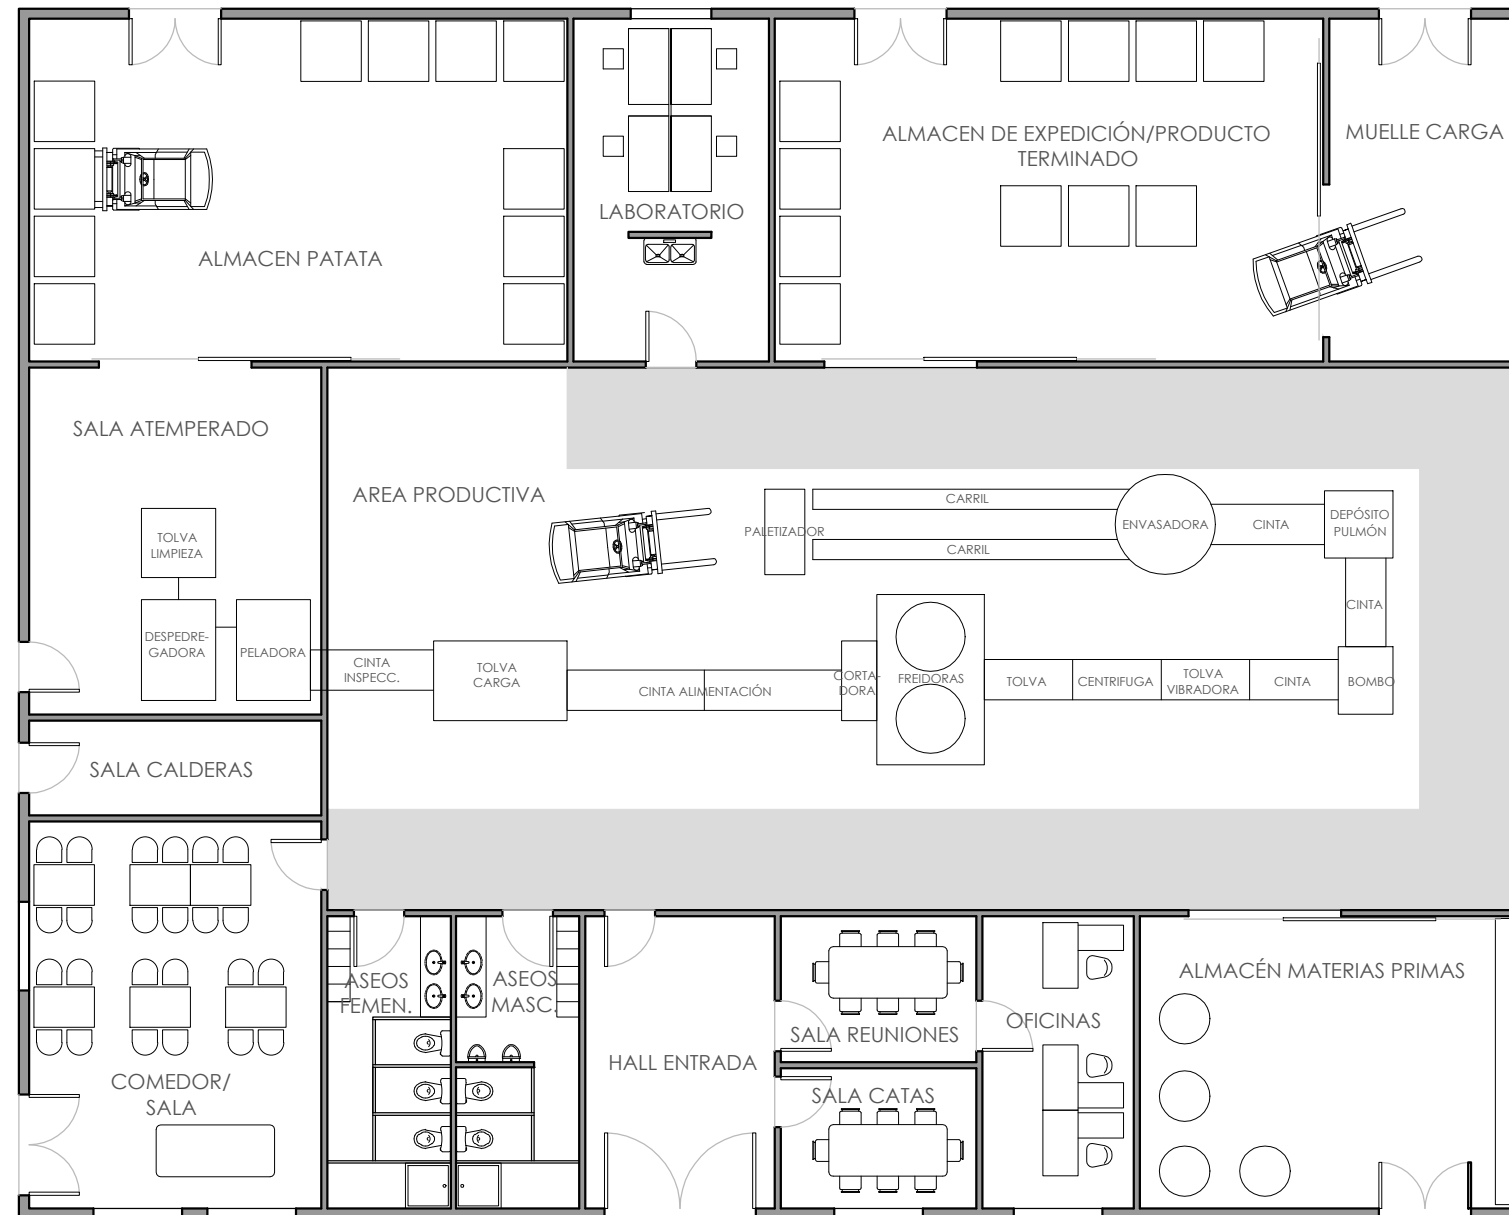 ALMACEN DE EXPEDICIÓN/PRODUCTO
TERMINADO
MUELLE CARGA
LABORATORIO
ALMACEN PATATA
SALA ATEMPERADO
AREA PRODUCTIVA
CARRIL
PALETIZADOR
ENVASADORA
CINTA
DEPÓSITO
PULMÓN
CARRIL
TOLVA
LIMPIEZA
CINTA
DESPEDRE-
GADORA
PELADORA
CINTA
INSPECC.
TOLVA
CARGA
CINTA ALIMENTACIÓN
CORTA-
DORA
FREIDORAS
TOLVA
CENTRIFUGA
TOLVA
VIBRADORA
CINTA
BOMBO
SALA CALDERAS
ASEOS
FEMEN.
ASEOS
MASC.
ALMACÉN MATERIAS PRIMAS
OFICINAS
SALA REUNIONES
HALL ENTRADA
COMEDOR/
SALA
SALA CATAS